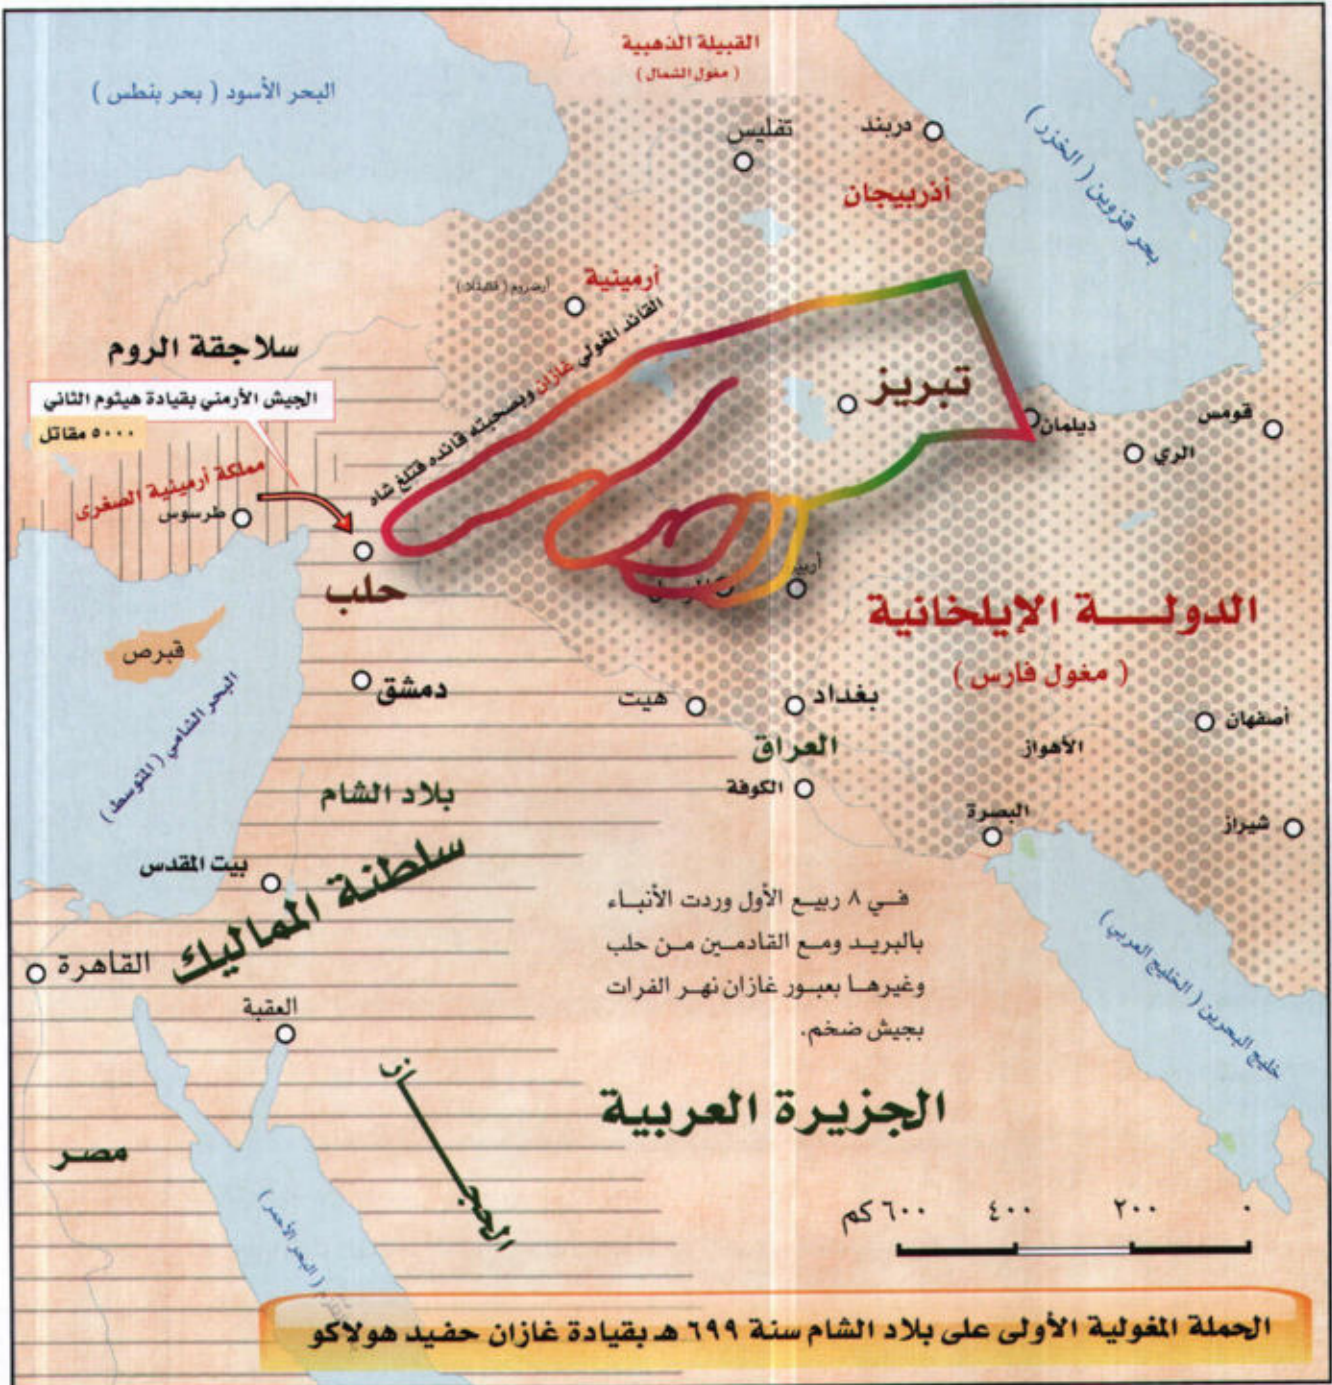 القبيلة الذهبية
( مغول الشمال )
البحر الأسود ( بحر بنطس )
تفليس
دربند
بحر قزوين ( الخزر )
أذربيجان
أرمينية
أرضروم
سلاجقة الروم
القائد المغولي غازان وبصحبته قائده قتلغ شاه
الجيش الأرمني بقيادة هيثوم الثاني
٥٠٠٠ مقاتل
تبريز
ديلمان
قومس
الري
مملكة أرمينية الصغرى
طرسوس
حلب
الدولـــة الإيلخانية
( مغول فارس )
قبرص
البحر الشامي ( المتوسط )
دمشق
هيت
بغداد
أصفهان
العراق
الأهواز
الكوفة
بلاد الشام
البصرة
شيراز
بيت المقدس
سلطنة المماليك
القاهرة
العقبة
في ٨ ربيع الأول وردت الأنباء
بالبريد ومع القادمين من حلب
وغيرها بعبور غازان نهر الفرات
بجيش ضخم.
خليج البحرين ( الخليج العربي )
الحجاز
الجزيرة العربية
مصر
( البحر الأحمر )
٦٠٠ كم ٤٠٠ ٢٠٠ ٠
الحملة المغولية الأولى على بلاد الشام سنة ٦٩٩ هـ بقيادة غازان حفيد هولاكو